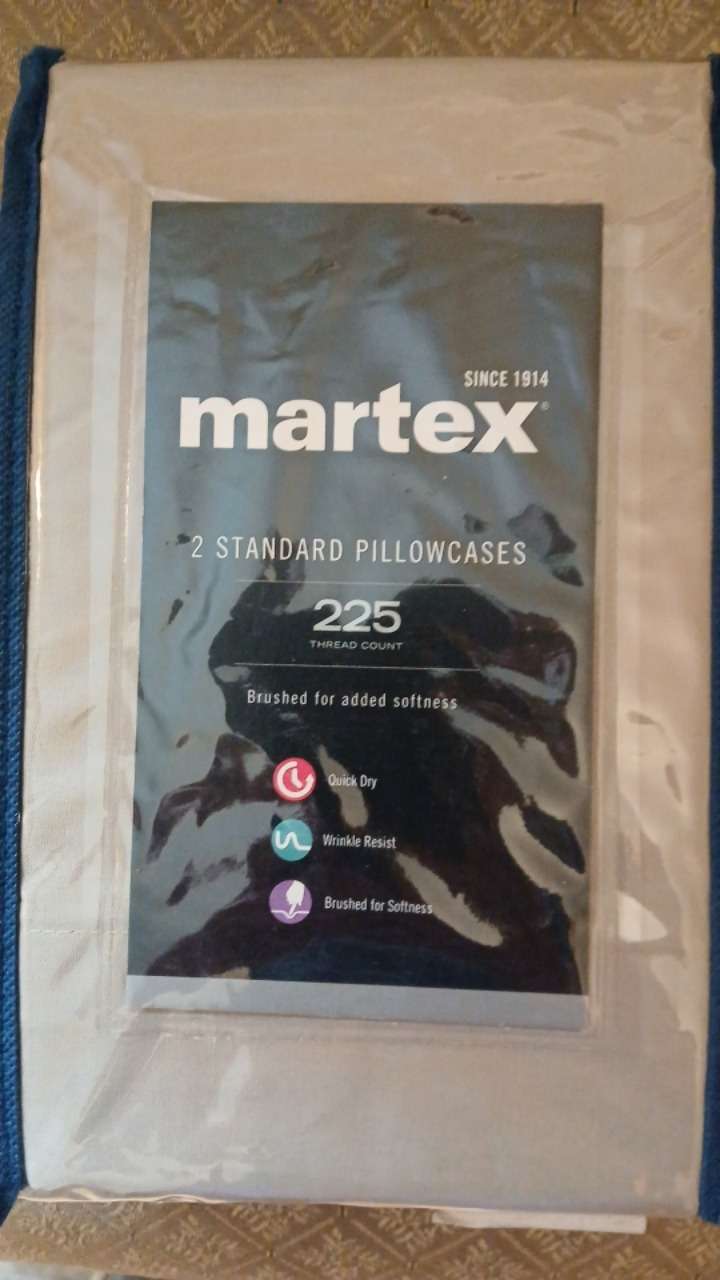 SINCE 1914
martex®
2 STANDARD PILLOWCASES
225
THREAD COUNT
Brushed for added softness
Quick Dry
Wrinkle Resist
Brushed for Softness